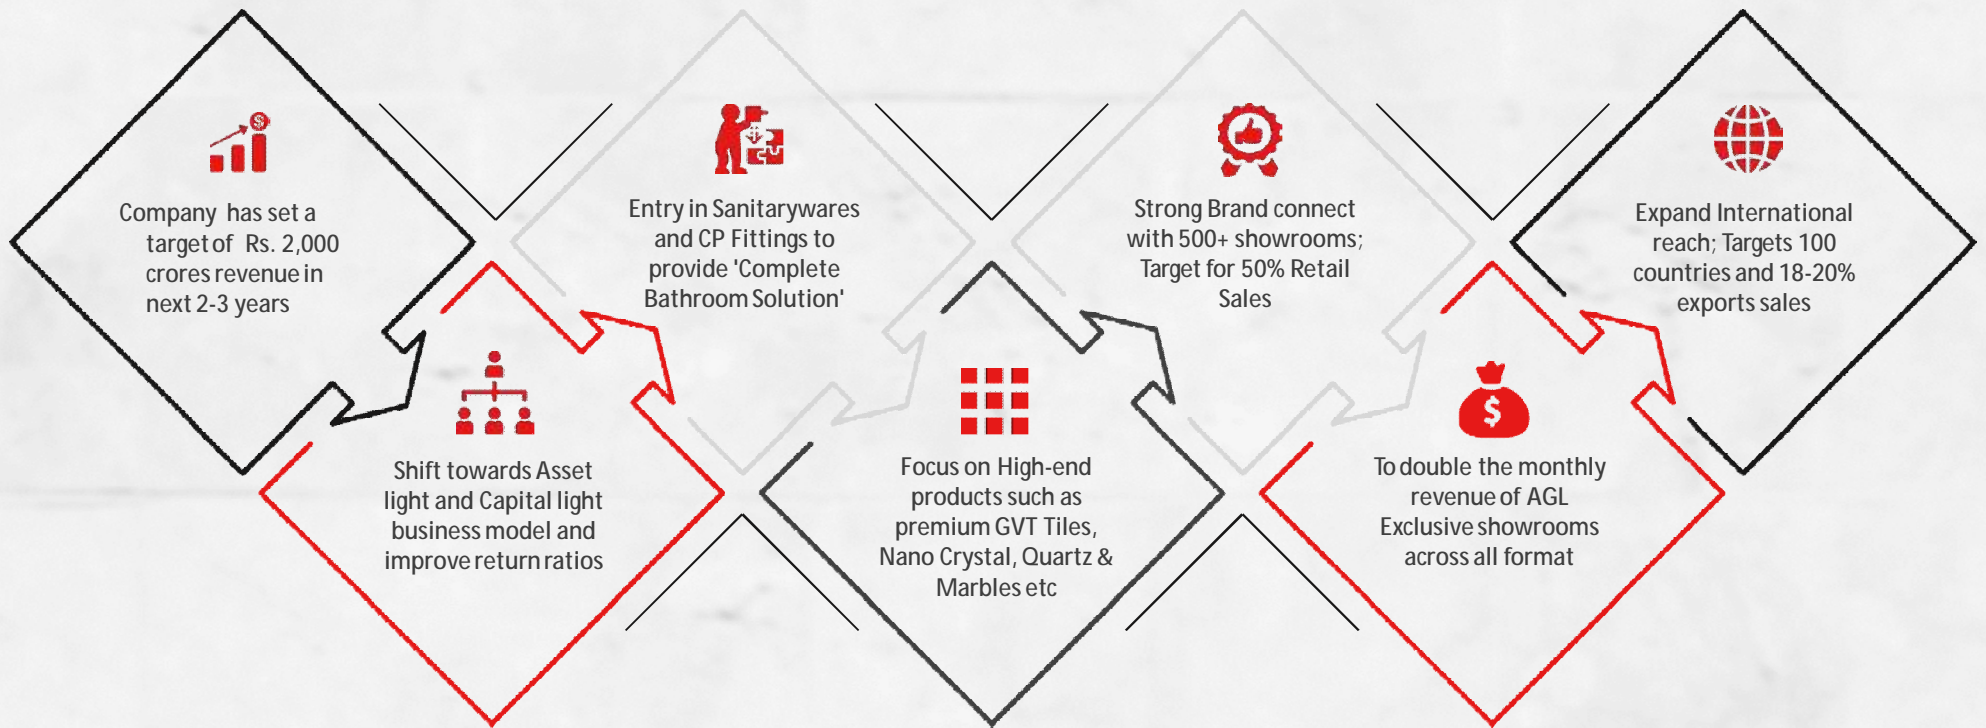 Company has set a
target of Rs. 2,000
crores revenue in
next 2-3 years
Shift towards Asset
light and Capital light
business model and
improve return ratios
Entry in Sanitarywares
and CP Fittings to
provide 'Complete
Bathroom Solution'
Focus on High-end
products such as
premium GVT Tiles,
Nano Crystal, Quartz &
Marbles etc
Strong Brand connect
with 500+ showrooms;
Target for 50% Retail
Sales
To double the monthly
revenue of AGL
Exclusive showrooms
across all format
Expand International
reach; Targets 100
countries and 18-20%
exports sales